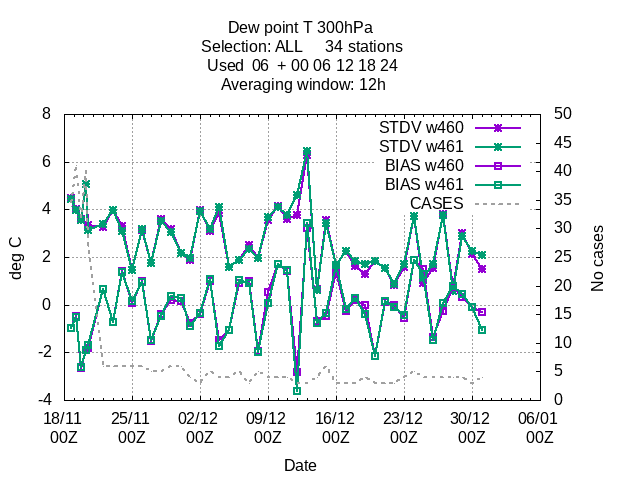 Dew point T 300hPa
Selection: ALL 34 stations
Used 06 + 00 06 12 18 24
Averaging window: 12h
8
6
4
2
0
-2
-4
deg C
50
45
40
35
30
25
20
15
10
5
0
No cases
STDV w460
STDV w461
BIAS w460
BIAS w461
CASES
18/11 25/11 02/12 09/12 16/12 23/12 30/12 06/01
00Z 00Z 00Z 00Z 00Z 00Z 00Z 00Z
Date